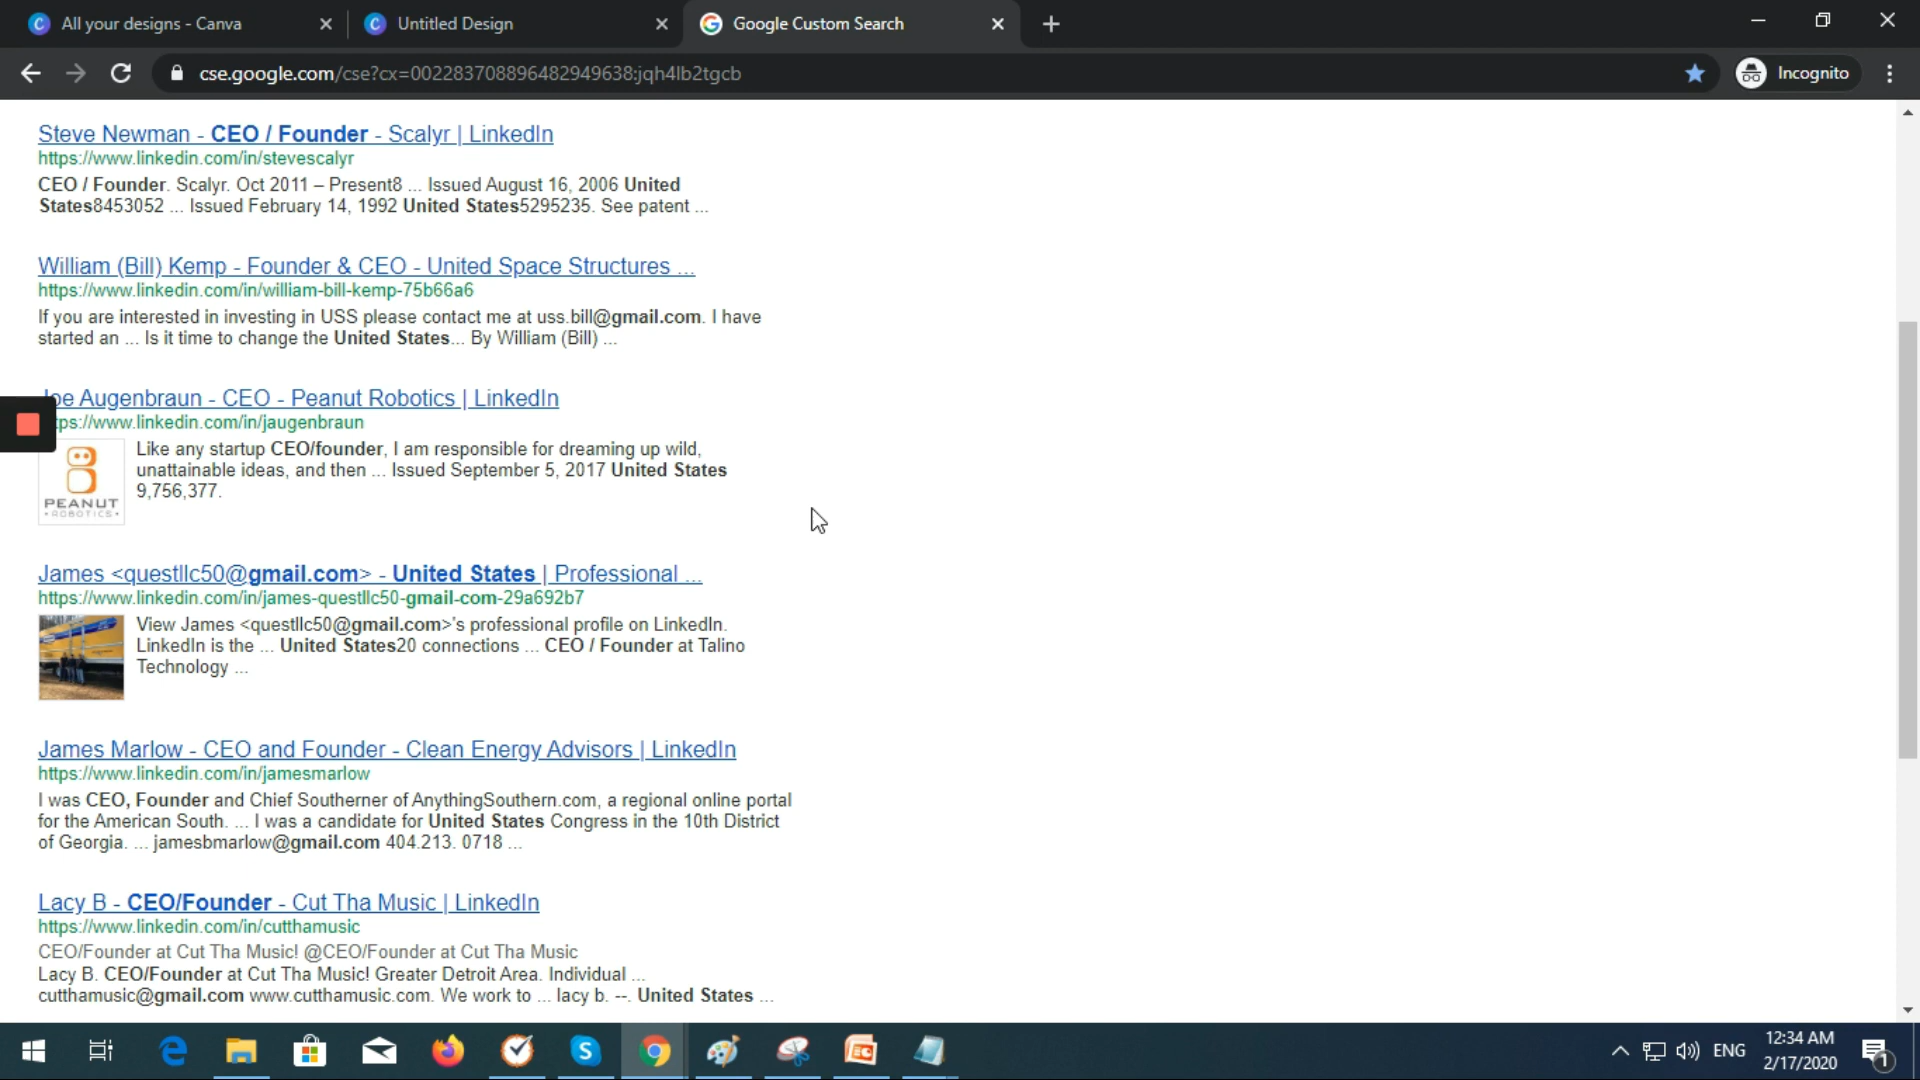 All your designs - Canva
Untitled Design
Google Custom Search
cse.google.com/cse?cx=002283708896482949638:jqh4lb2tgcb
Incognito
Steve Newman - CEO / Founder - Scalyr | LinkedIn
https://www.linkedin.com/in/stevescalyr
CEO / Founder. Scalyr. Oct 2011 – Present8 ... Issued August 16, 2006 United
States8453052 ... Issued February 14, 1992 United States5295235. See patent ...
William (Bill) Kemp - Founder & CEO - United Space Structures ...
https://www.linkedin.com/in/william-bill-kemp-75b66a6
If you are interested in investing in USS please contact me at uss.bill@gmail.com. I have
started an ... Is it time to change the United States... By William (Bill) ...
Joe Augenbraun - CEO - Peanut Robotics | LinkedIn
tps://www.linkedin.com/in/jaugenbraun
PEANUT
ROBOTICS
Like any startup CEO/founder, I am responsible for dreaming up wild,
unattainable ideas, and then ... Issued September 5, 2017 United States
9,756,377.
James <questllc50@gmail.com> - United States | Professional ...
https://www.linkedin.com/in/james-questllc50-gmail-com-29a692b7
View James <questllc50@gmail.com>'s professional profile on LinkedIn.
LinkedIn is the ... United States20 connections ... CEO / Founder at Talino
Technology ...
James Marlow - CEO and Founder - Clean Energy Advisors | LinkedIn
https://www.linkedin.com/in/jamesmarlow
I was CEO, Founder and Chief Southerner of AnythingSouthern.com, a regional online portal
for the American South. ... I was a candidate for United States Congress in the 10th District
of Georgia. ... jamesbmarlow@gmail.com 404.213. 0718 ...
Lacy B - CEO/Founder - Cut Tha Music | LinkedIn
https://www.linkedin.com/in/cutthamusic
CEO/Founder at Cut Tha Music! @CEO/Founder at Cut Tha Music
Lacy B. CEO/Founder at Cut Tha Music! Greater Detroit Area. Individual ...
cutthamusic@gmail.com www.cutthamusic.com. We work to ... lacy b. --. United States ...
ENG
12:34 AM
2/17/2020
1